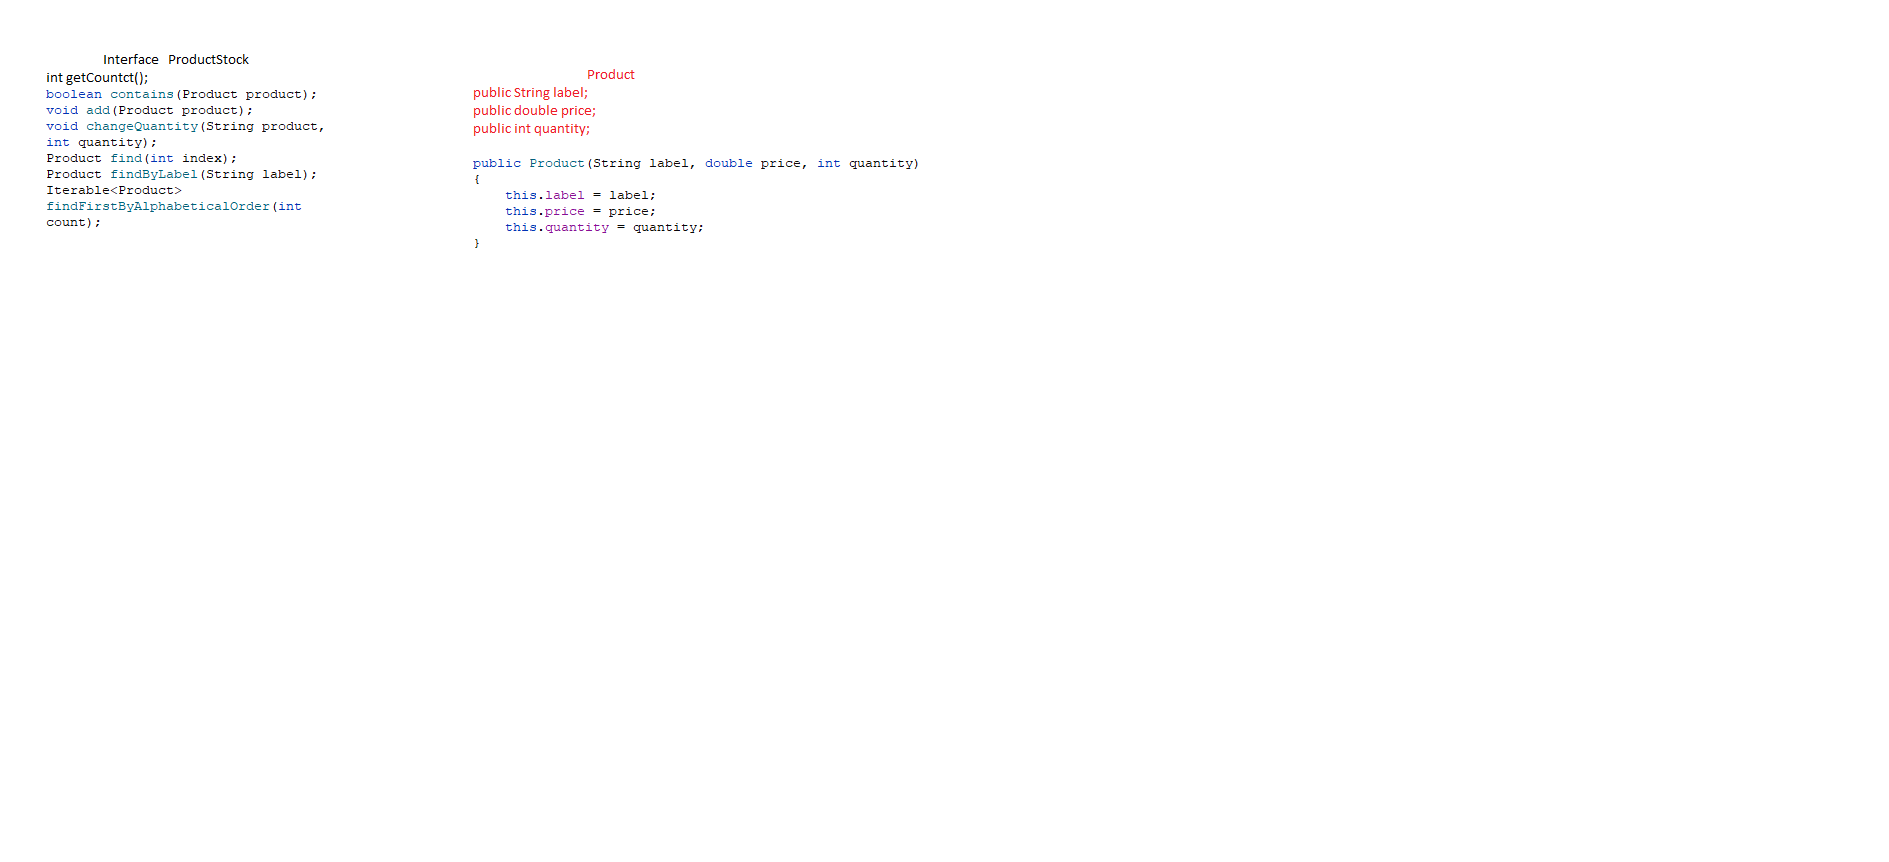 Interface ProductStock
int getCountct();
boolean contains(Product product);
void add(Product product);
void changeQuantity(String product,
int quantity);
Product find(int index);
Product findByLabel(String label);
Iterable<Product>
findFirstByAlphabeticalOrder(int
count);
Product
public String label;
public double price;
public int quantity;
public Product(String label, double price, int quantity)
{
this.label = label;
this.price = price;
this.quantity = quantity;
}